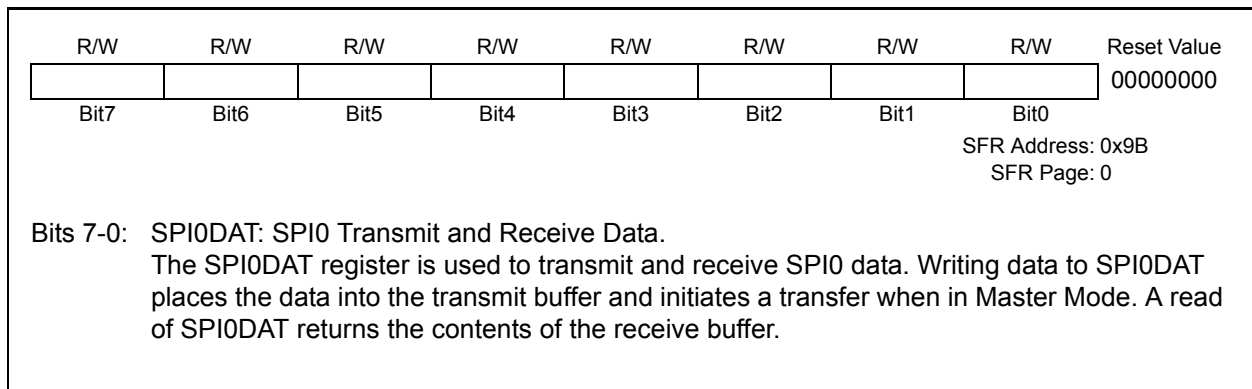 R/W R/W R/W R/W R/W R/W R/W R/W Reset Value
00000000
Bit7 Bit6 Bit5 Bit4 Bit3 Bit2 Bit1 Bit0
SFR Address: 0x9B
SFR Page: 0
Bits 7-0: SPI0DAT: SPI0 Transmit and Receive Data.
The SPI0DAT register is used to transmit and receive SPI0 data. Writing data to SPI0DAT
places the data into the transmit buffer and initiates a transfer when in Master Mode. A read
of SPI0DAT returns the contents of the receive buffer.